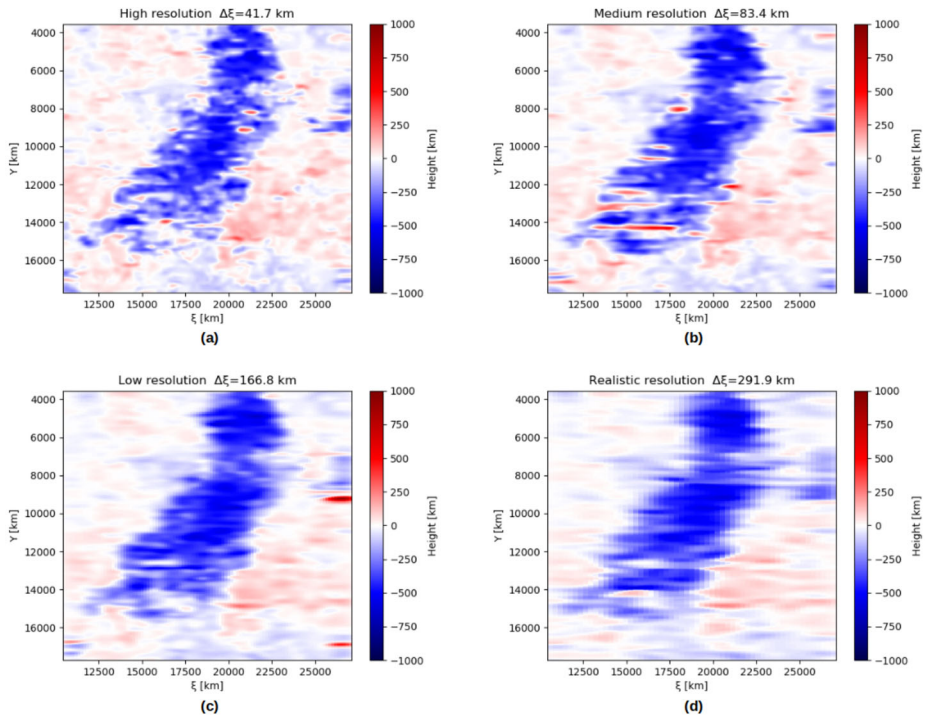 High resolution Δξ=41.7 km
4000
6000
8000
10000
12000
14000
16000
Y [km]
12500 15000 17500 20000 22500 25000
ξ [km]
1000
750
500
250
0
−250
−500
−750
−1000
Height [km]
(a)
Medium resolution Δξ=83.4 km
4000
6000
8000
10000
12000
14000
16000
Y [km]
12500 15000 17500 20000 22500 25000
ξ [km]
1000
750
500
250
0
−250
−500
−750
−1000
Height [km]
(b)
Low resolution Δξ=166.8 km
4000
6000
8000
10000
12000
14000
16000
Y [km]
12500 15000 17500 20000 22500 25000
ξ [km]
1000
750
500
250
0
−250
−500
−750
−1000
Height [km]
(c)
Realistic resolution Δξ=291.9 km
4000
6000
8000
10000
12000
14000
16000
Y [km]
12500 15000 17500 20000 22500 25000
ξ [km]
1000
750
500
250
0
−250
−500
−750
−1000
Height [km]
(d)